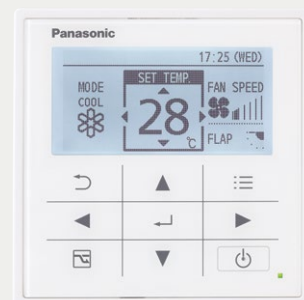 Panasonic
17:25 (WED)
MODE
COOL
SET TEMP.
28
°C
FAN SPEED
FLAP